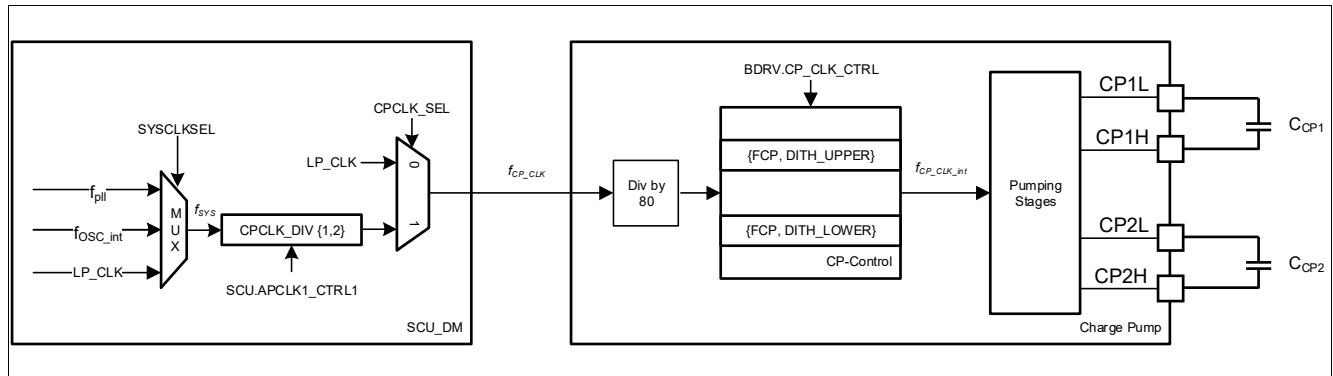 SYSCLKSEL
f_pll
f_OSC_int
LP_CLK
M
U
X
f_SYS
CPCLK_DIV {1,2}
SCU.APCLK1_CTRL1
CPCLK_SEL
LP_CLK
0
1
SCU_DM
f_CP_CLK
Div by
80
BDRV.CP_CLK_CTRL
{FCP, DITH_UPPER}
{FCP, DITH_LOWER}
CP-Control
f_CP_CLK_int
Pumping
Stages
CP1L
CP1H
CP2L
CP2H
C_CP1
C_CP2
Charge Pump